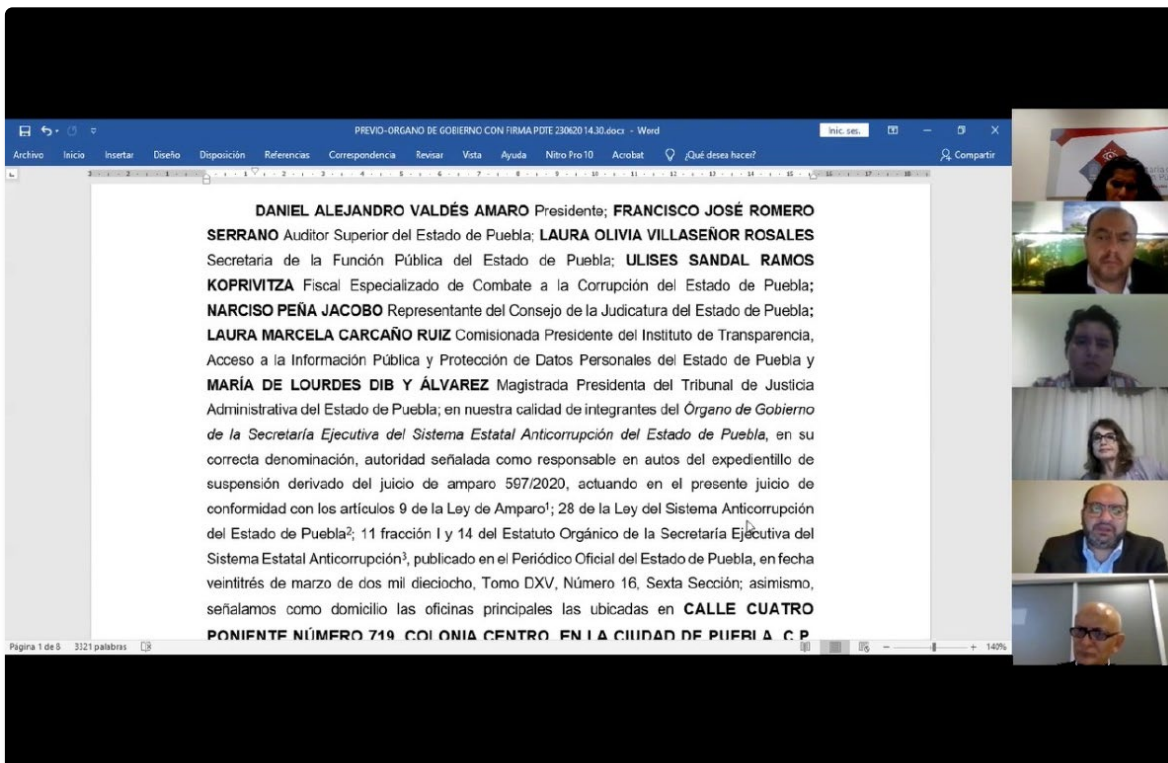 PREVIO-ORGANO DE GOBIERNO CON FIRMA PDTE 230620 14.30.docx - Word
Inic. ses.
Archivo Inicio Insertar Diseño Disposición Referencias Correspondencia Revisar Vista Ayuda Nitro Pro 10 Acrobat ¿Qué desea hacer? Compartir
DANIEL ALEJANDRO VALDÉS AMARO Presidente; FRANCISCO JOSÉ ROMERO
SERRANO Auditor Superior del Estado de Puebla; LAURA OLIVIA VILLASEÑOR ROSALES
Secretaria de la Función Pública del Estado de Puebla; ULISES SANDAL RAMOS
KOPRIVITZA Fiscal Especializado de Combate a la Corrupción del Estado de Puebla;
NARCISO PEÑA JACOBO Representante del Consejo de la Judicatura del Estado de Puebla;
LAURA MARCELA CARCAÑO RUIZ Comisionada Presidente del Instituto de Transparencia,
Acceso a la Información Pública y Protección de Datos Personales del Estado de Puebla y
MARÍA DE LOURDES DIB Y ÁLVAREZ Magistrada Presidenta del Tribunal de Justicia
Administrativa del Estado de Puebla; en nuestra calidad de integrantes del Órgano de Gobierno
de la Secretaría Ejecutiva del Sistema Estatal Anticorrupción del Estado de Puebla, en su
correcta denominación, autoridad señalada como responsable en autos del expedientillo de
suspensión derivado del juicio de amparo 597/2020, actuando en el presente juicio de
conformidad con los artículos 9 de la Ley de Amparo¹; 28 de la Ley del Sistema Anticorrupción
del Estado de Puebla²; 11 fracción I y 14 del Estatuto Orgánico de la Secretaría Ejecutiva del
Sistema Estatal Anticorrupción³, publicado en el Periódico Oficial del Estado de Puebla, en fecha
veintitrés de marzo de dos mil dieciocho, Tomo DXV, Número 16, Sexta Sección; asimismo,
señalamos como domicilio las oficinas principales las ubicadas en CALLE CUATRO
PONIENTE NÚMERO 719, COLONIA CENTRO, EN LA CIUDAD DE PUEBLA, C.P.
Página 1 de 8 3321 palabras 140%